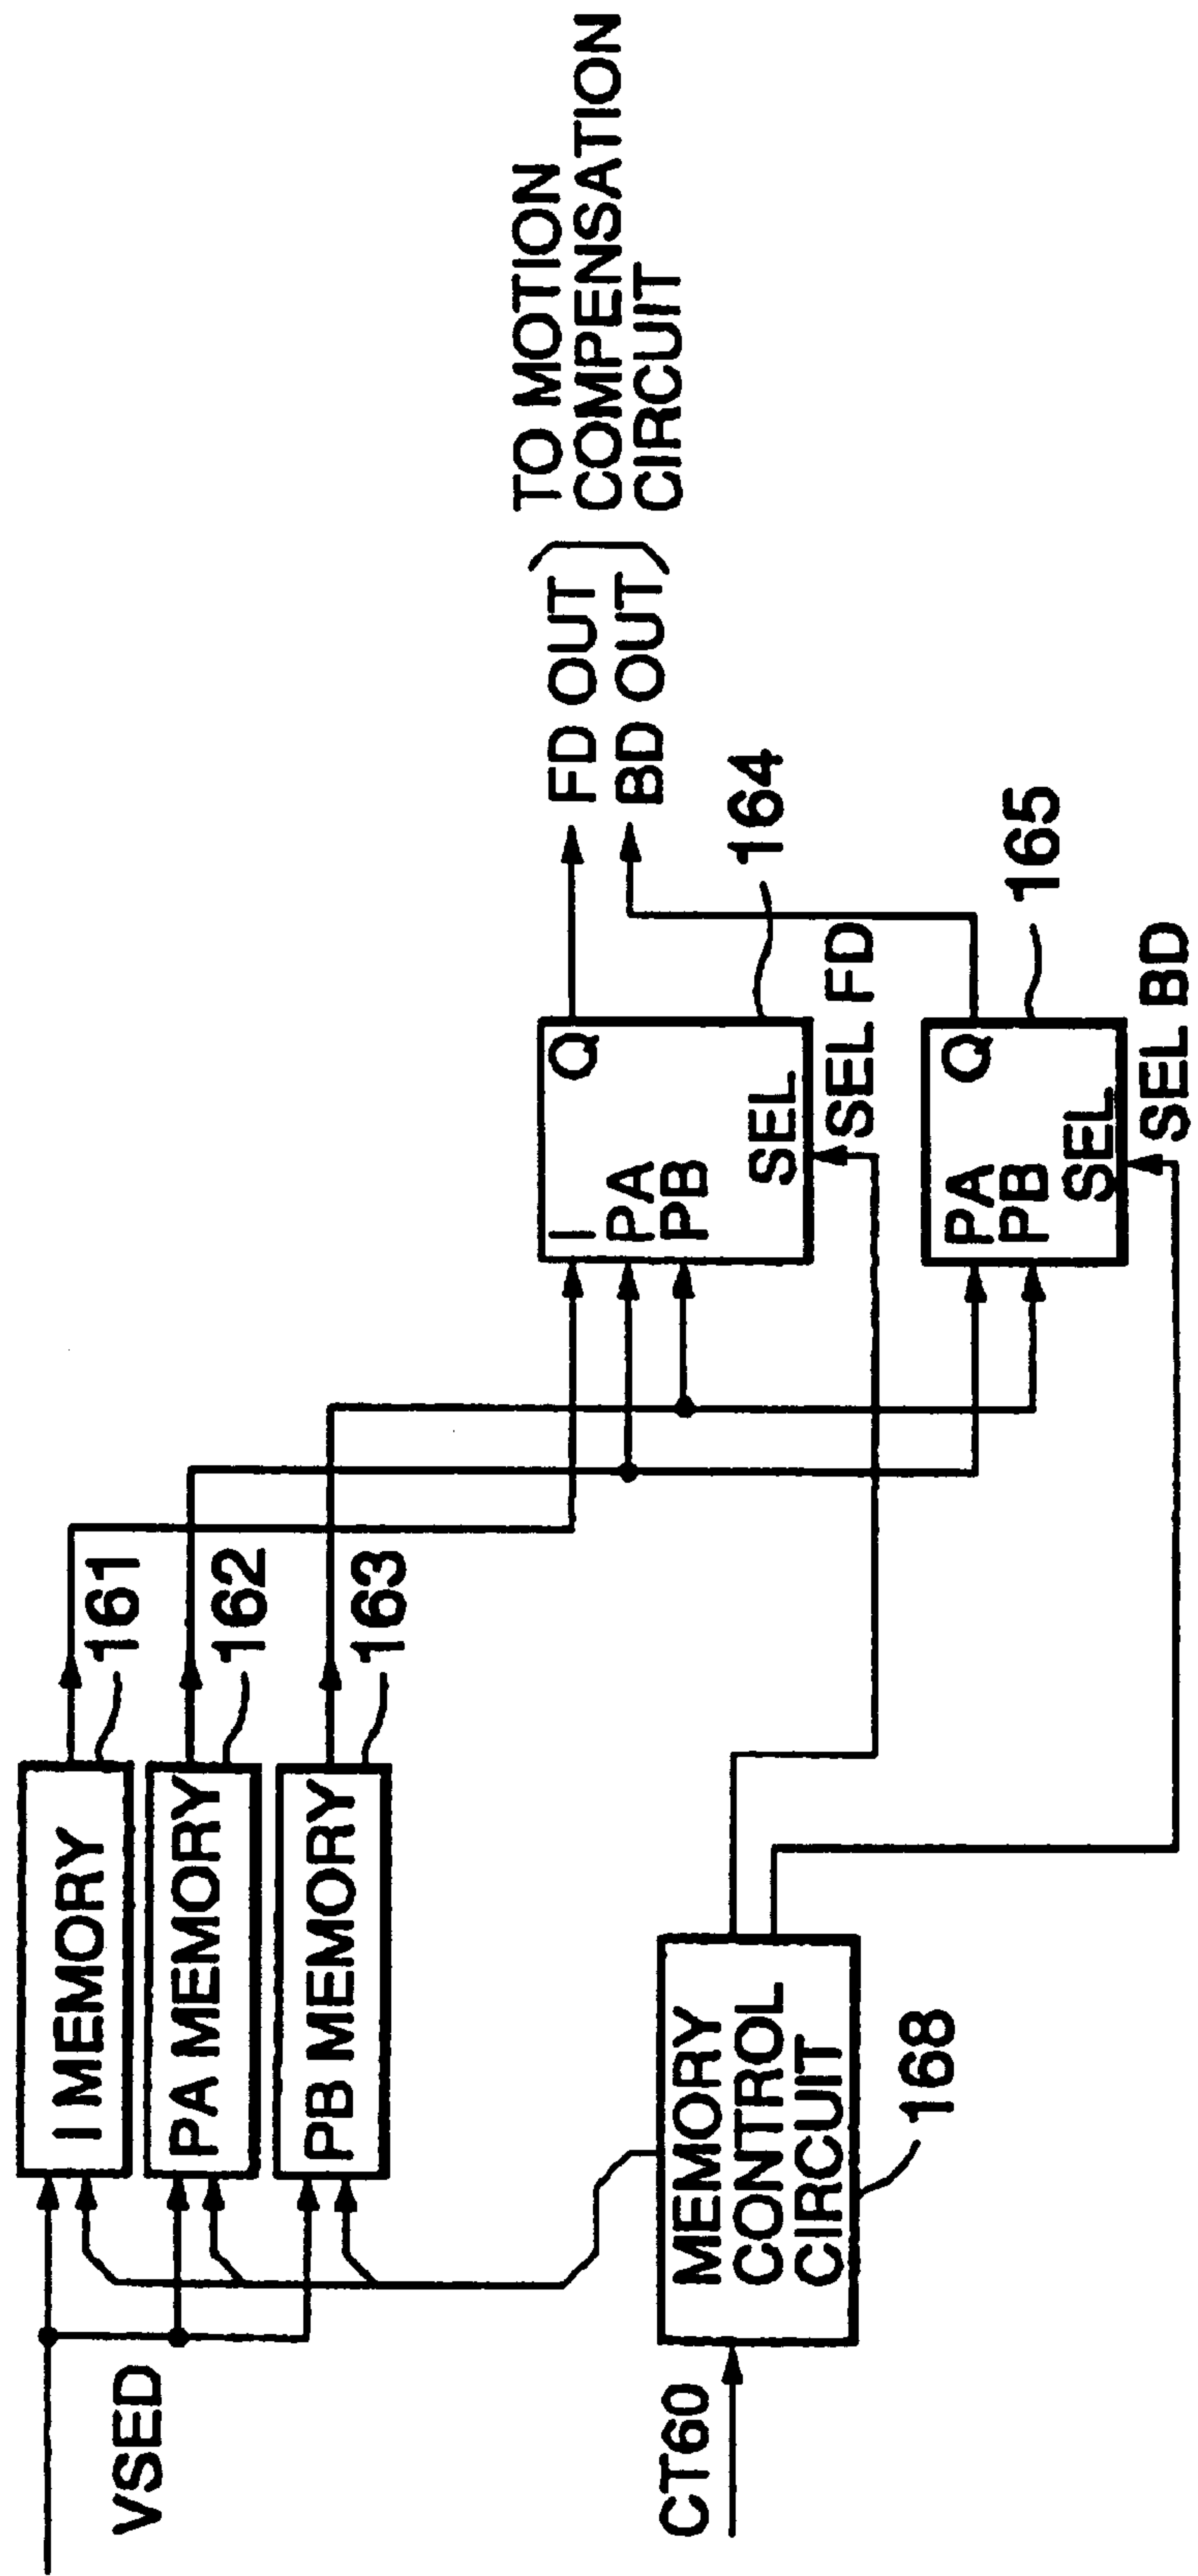 VSED
I MEMORY
161
PA MEMORY
162
PB MEMORY
163
CT60
MEMORY
CONTROL
CIRCUIT
168
I
PA
PB
Q
SEL
SEL FD
164
PA
PB
Q
SEL
SEL BD
165
FD OUT
BD OUT
TO MOTION
COMPENSATION
CIRCUIT